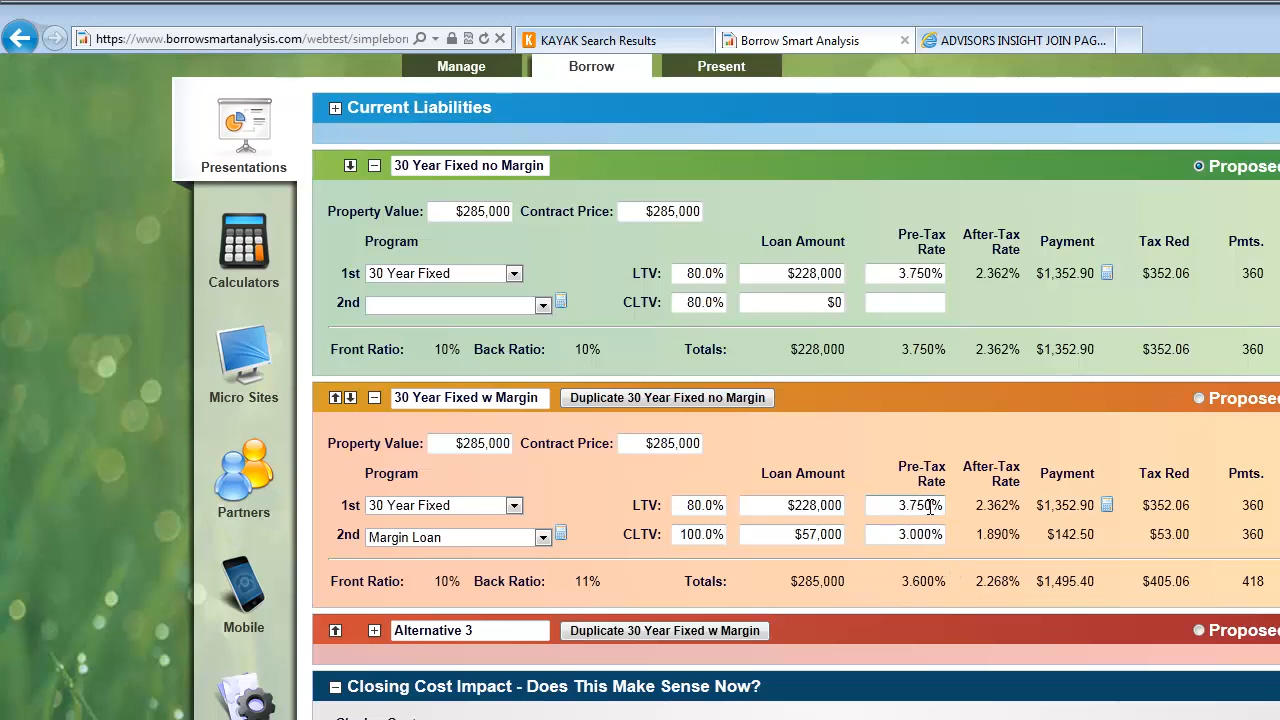 https://www.borrowsmartanalysis.com/webtest/simplebor
KAYAK Search Results
Borrow Smart Analysis
ADVISORS INSIGHT JOIN PAG...
Manage
Borrow
Present
Presentations
Calculators
Micro Sites
Partners
Mobile
Current Liabilities
30 Year Fixed no Margin
Proposed
Property Value: $285,000 Contract Price: $285,000
Program Loan Amount Pre-Tax Rate After-Tax Rate Payment Tax Red Pmts.
1st 30 Year Fixed LTV: 80.0% $228,000 3.750% 2.362% $1,352.90 $352.06 360
2nd CLTV: 80.0% $0
Front Ratio: 10% Back Ratio: 10% Totals: $228,000 3.750% 2.362% $1,352.90 $352.06 360
30 Year Fixed w Margin Duplicate 30 Year Fixed no Margin Proposed
Property Value: $285,000 Contract Price: $285,000
Program Loan Amount Pre-Tax Rate After-Tax Rate Payment Tax Red Pmts.
1st 30 Year Fixed LTV: 80.0% $228,000 3.750% 2.362% $1,352.90 $352.06 360
2nd Margin Loan CLTV: 100.0% $57,000 3.000% 1.890% $142.50 $53.00 360
Front Ratio: 10% Back Ratio: 11% Totals: $285,000 3.600% 2.268% $1,495.40 $405.06 418
Alternative 3 Duplicate 30 Year Fixed w Margin Proposed
Closing Cost Impact - Does This Make Sense Now?